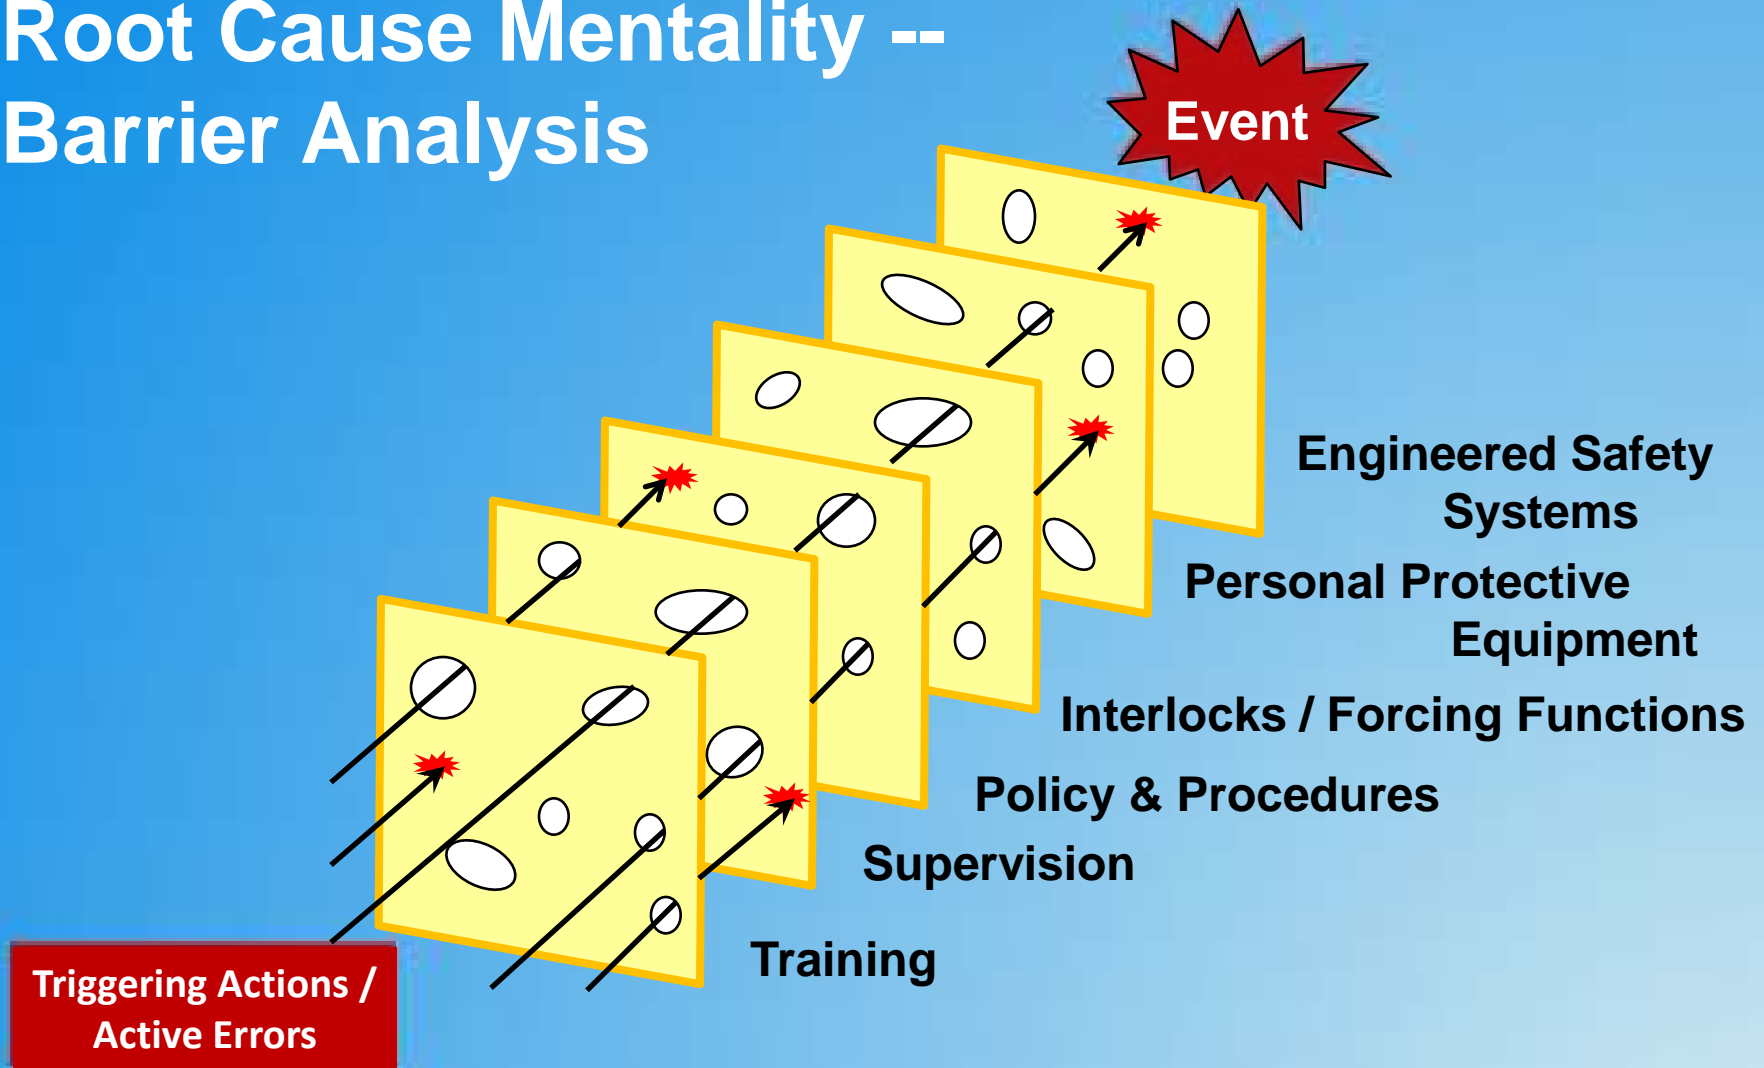 Root Cause Mentality --
Barrier Analysis
Event
Engineered Safety
Systems
Personal Protective
Equipment
Interlocks / Forcing Functions
Policy & Procedures
Supervision
Training
Triggering Actions /
Active Errors